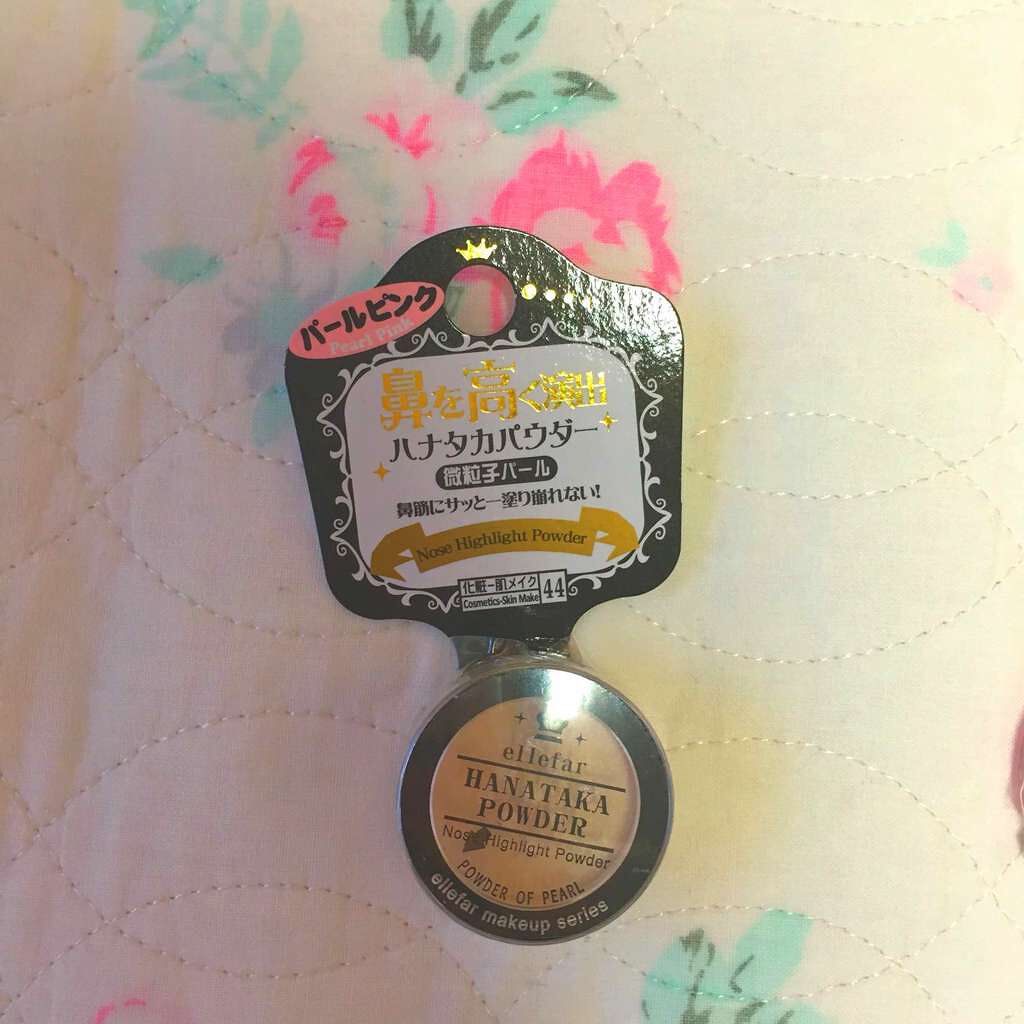 パールピンク
Pearl Pink
鼻を高く演出
ハナタカパウダー
微粒子パール
鼻筋にサッと一塗り崩れない!
Nose Highlight Powder
化粧-肌メイク
Cosmetics-Skin Make
44
ellefar
HANATAKA
POWDER
Nose Highlight Powder
POWDER OF PEARL
ellefar makeup series